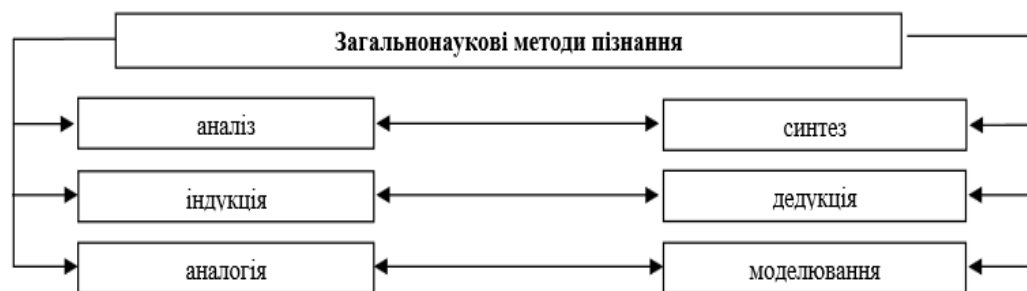 Загальнонаукові методи пізнання
аналіз
синтез
індукція
дедукція
аналогія
моделювання